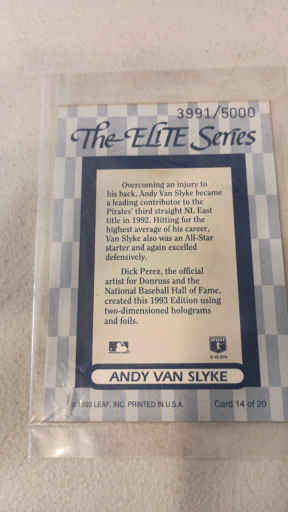 3991/5000
The ELITE Series
Overcoming an injury to
his back, Andy Van Slyke became
a leading contributor to the
Pirates' third straight NL East
title in 1992. Hitting for the
highest average of his career,
Van Slyke also was an All-Star
starter and again excelled
defensively.
Dick Perez, the official
artist for Donruss and the
National Baseball Hall of Fame,
created this 1993 Edition using
two-dimensioned holograms
and foils.
ANDY VAN SLYKE
© 1993 LEAF, INC. PRINTED IN U.S.A.
Card 14 of 20